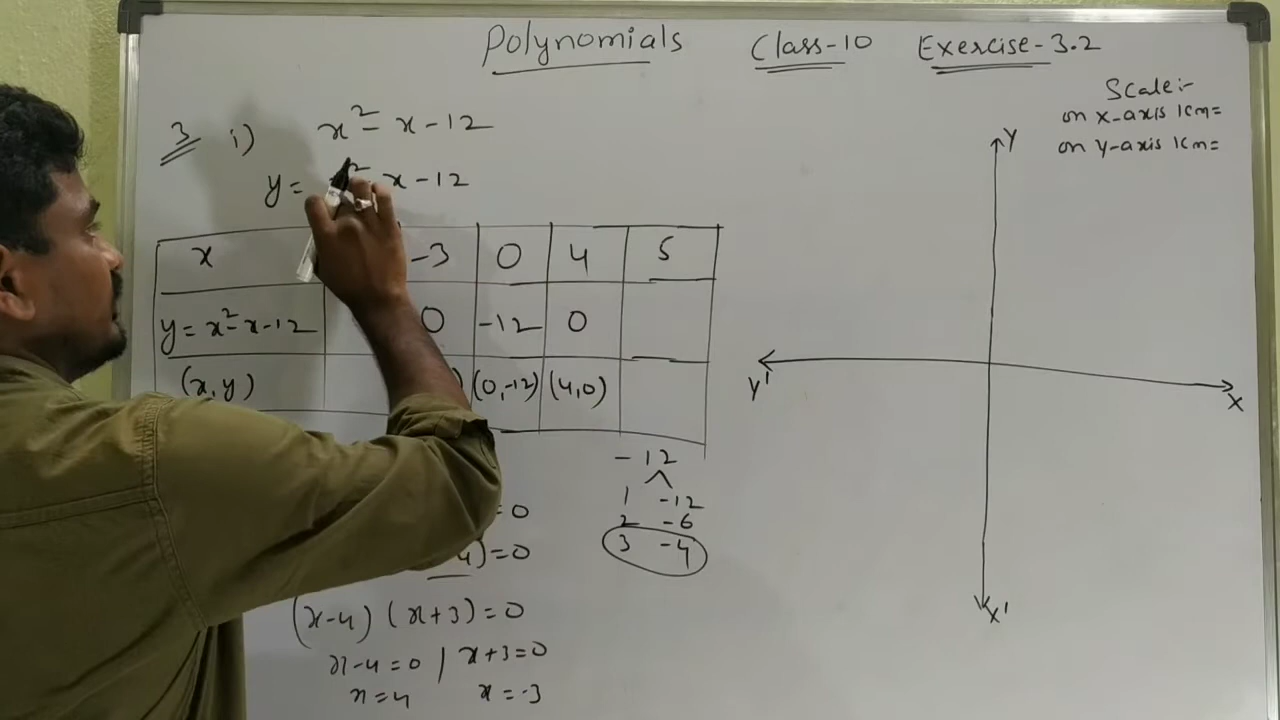 Polynomials Class-10 Exercise-3.2
Scale:-
on x-axis 1cm=
on y-axis 1cm=
3 i) x²-x-12
y= x-12
x -3 0 4 5
y=x²-x-12 0 -12 0
(x,y) ) (0,-12) (4,0)
Y
Y' X
X'
-12
1 -12
2 -6
3 -4
=0
4)=0
(x-4) (x+3)=0
x-4=0 | x+3=0
x=4 x=-3